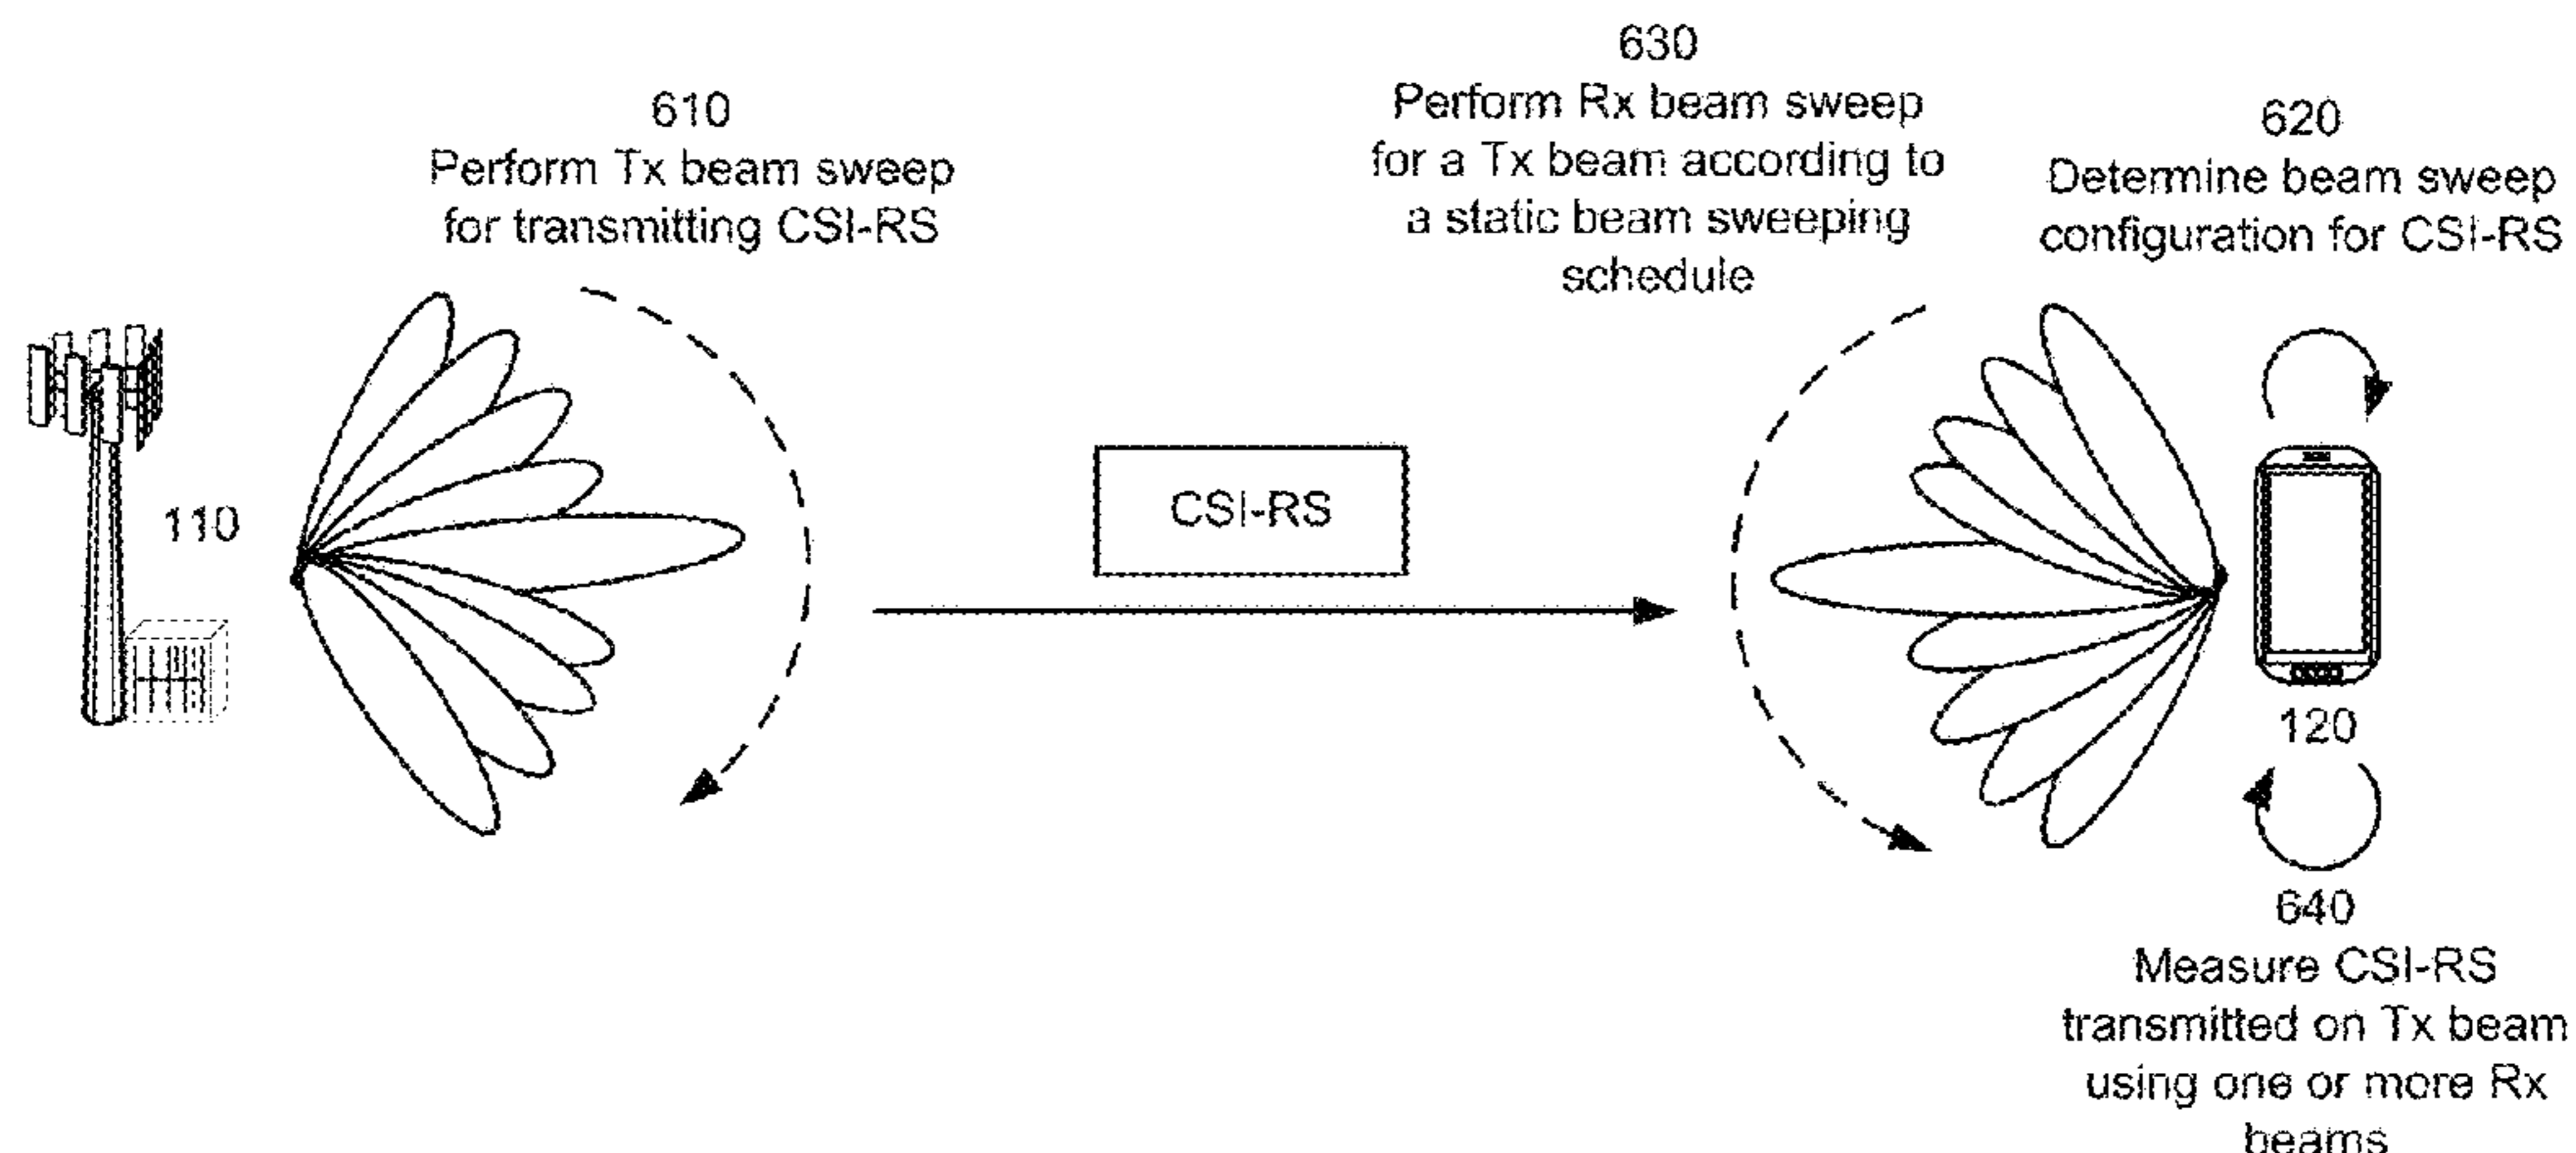 610
Perform Tx beam sweep
for transmitting CSI-RS
630
Perform Rx beam sweep
for a Tx beam according to
a static beam sweeping
schedule
620
Determine beam sweep
configuration for CSI-RS
110
CSI-RS
120
640
Measure CSI-RS
transmitted on Tx beam
using one or more Rx
beams